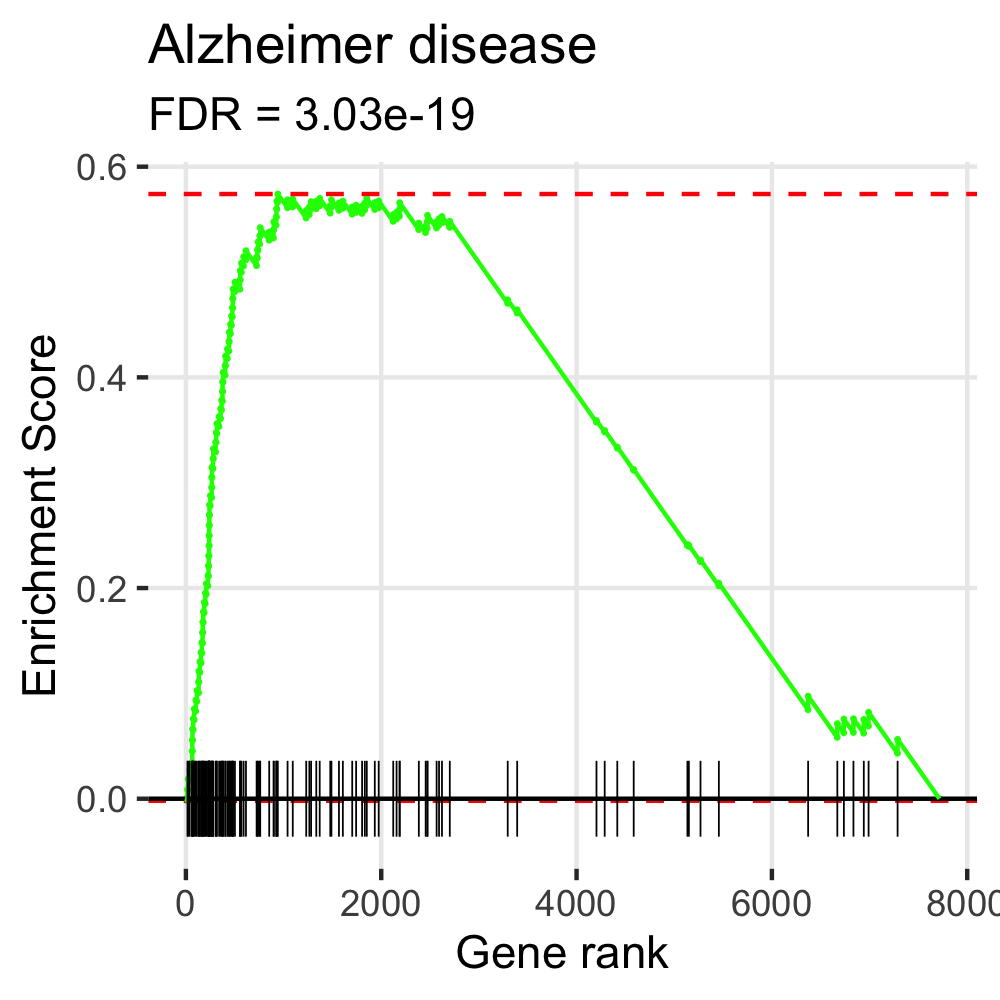 Alzheimer disease
FDR = 3.03e-19
0.6
0.4
0.2
0.0
Enrichment Score
0 2000 4000 6000 8000
Gene rank